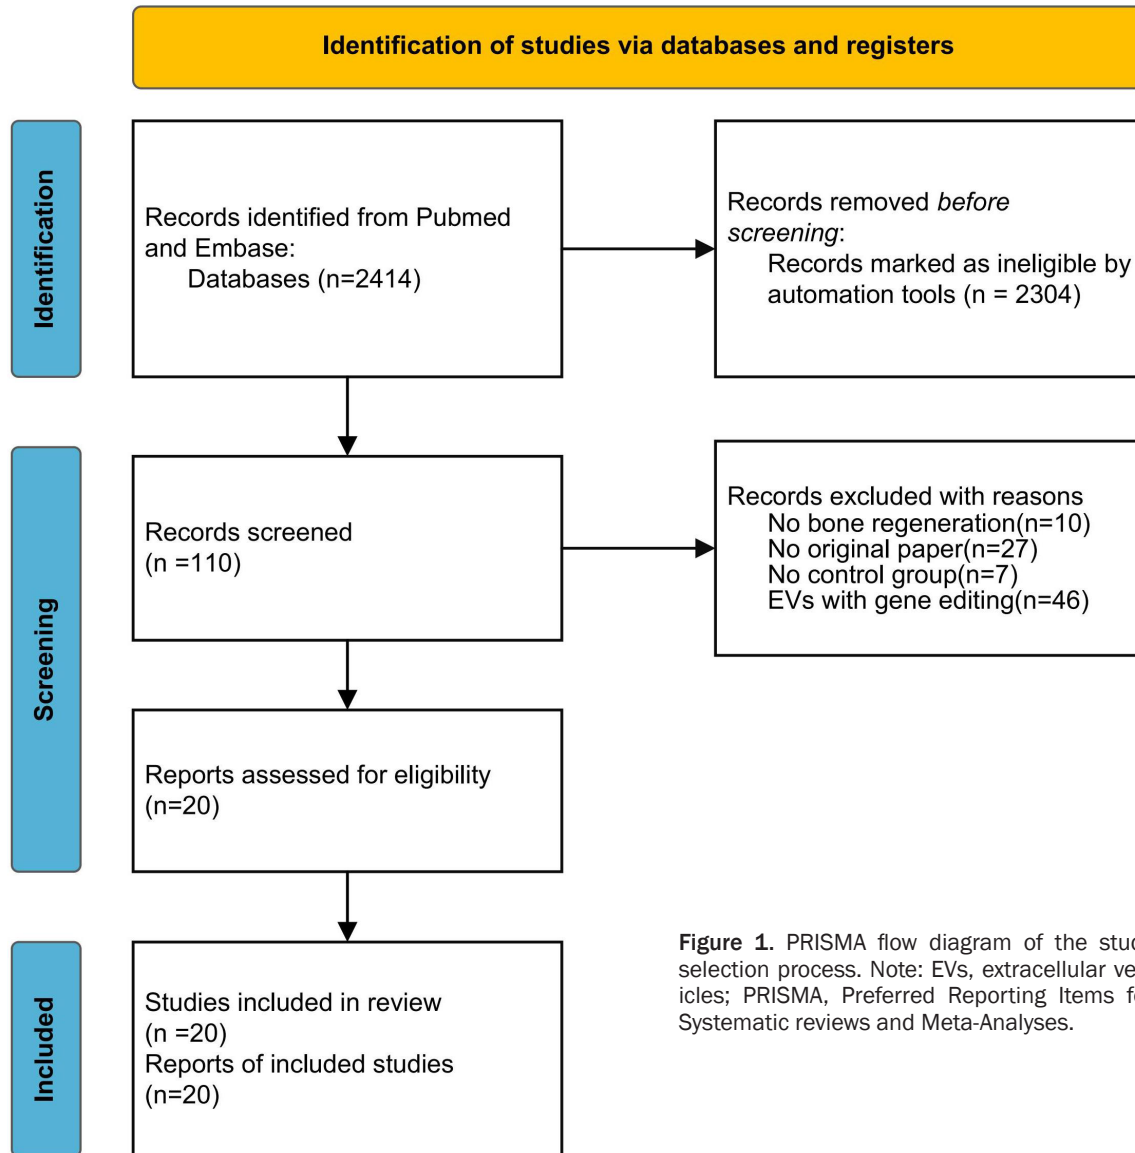 Identification of studies via databases and registers
Identification
Records identified from Pubmed
and Embase:
Databases (n=2414)
Records removed before
screening:
Records marked as ineligible by
automation tools (n = 2304)
Screening
Records screened
(n =110)
Records excluded with reasons
No bone regeneration(n=10)
No original paper(n=27)
No control group(n=7)
EVs with gene editing(n=46)
Reports assessed for eligibility
(n=20)
Included
Studies included in review
(n =20)
Reports of included studies
(n=20)
Figure 1. PRISMA flow diagram of the stud
selection process. Note: EVs, extracellular ve
icles; PRISMA, Preferred Reporting Items f
Systematic reviews and Meta-Analyses.